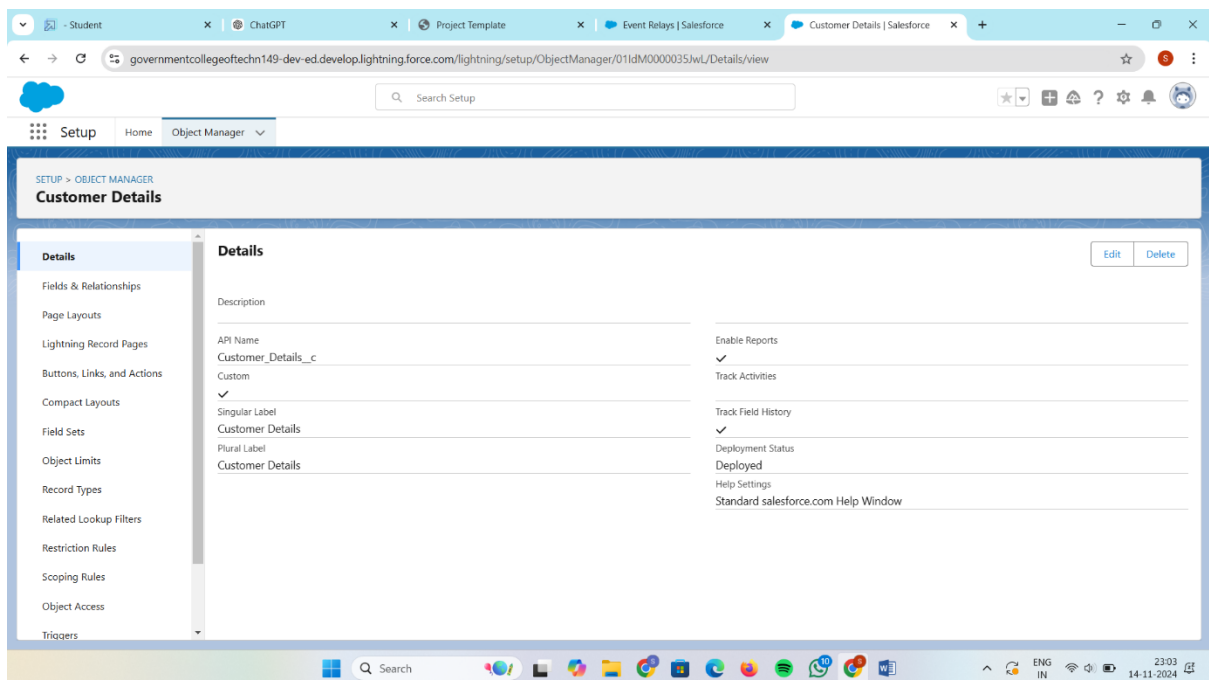 - Student
ChatGPT
Project Template
Event Relays | Salesforce
Customer Details | Salesforce
governmentcollegeoftechn149-dev-ed.develop.lightning.force.com/lightning/setup/ObjectManager/01IdM0000035JwL/Details/view
S
Search Setup
Setup
Home
Object Manager
SETUP > OBJECT MANAGER
Customer Details
Details
Fields & Relationships
Page Layouts
Lightning Record Pages
Buttons, Links, and Actions
Compact Layouts
Field Sets
Object Limits
Record Types
Related Lookup Filters
Restriction Rules
Scoping Rules
Object Access
Triggers
Details
Edit
Delete
Description
API Name
Customer_Details__c
Custom
Singular Label
Customer Details
Plural Label
Customer Details
Enable Reports
Track Activities
Track Field History
Deployment Status
Deployed
Help Settings
Standard salesforce.com Help Window
Search
10
ENG
IN
23:03
14-11-2024